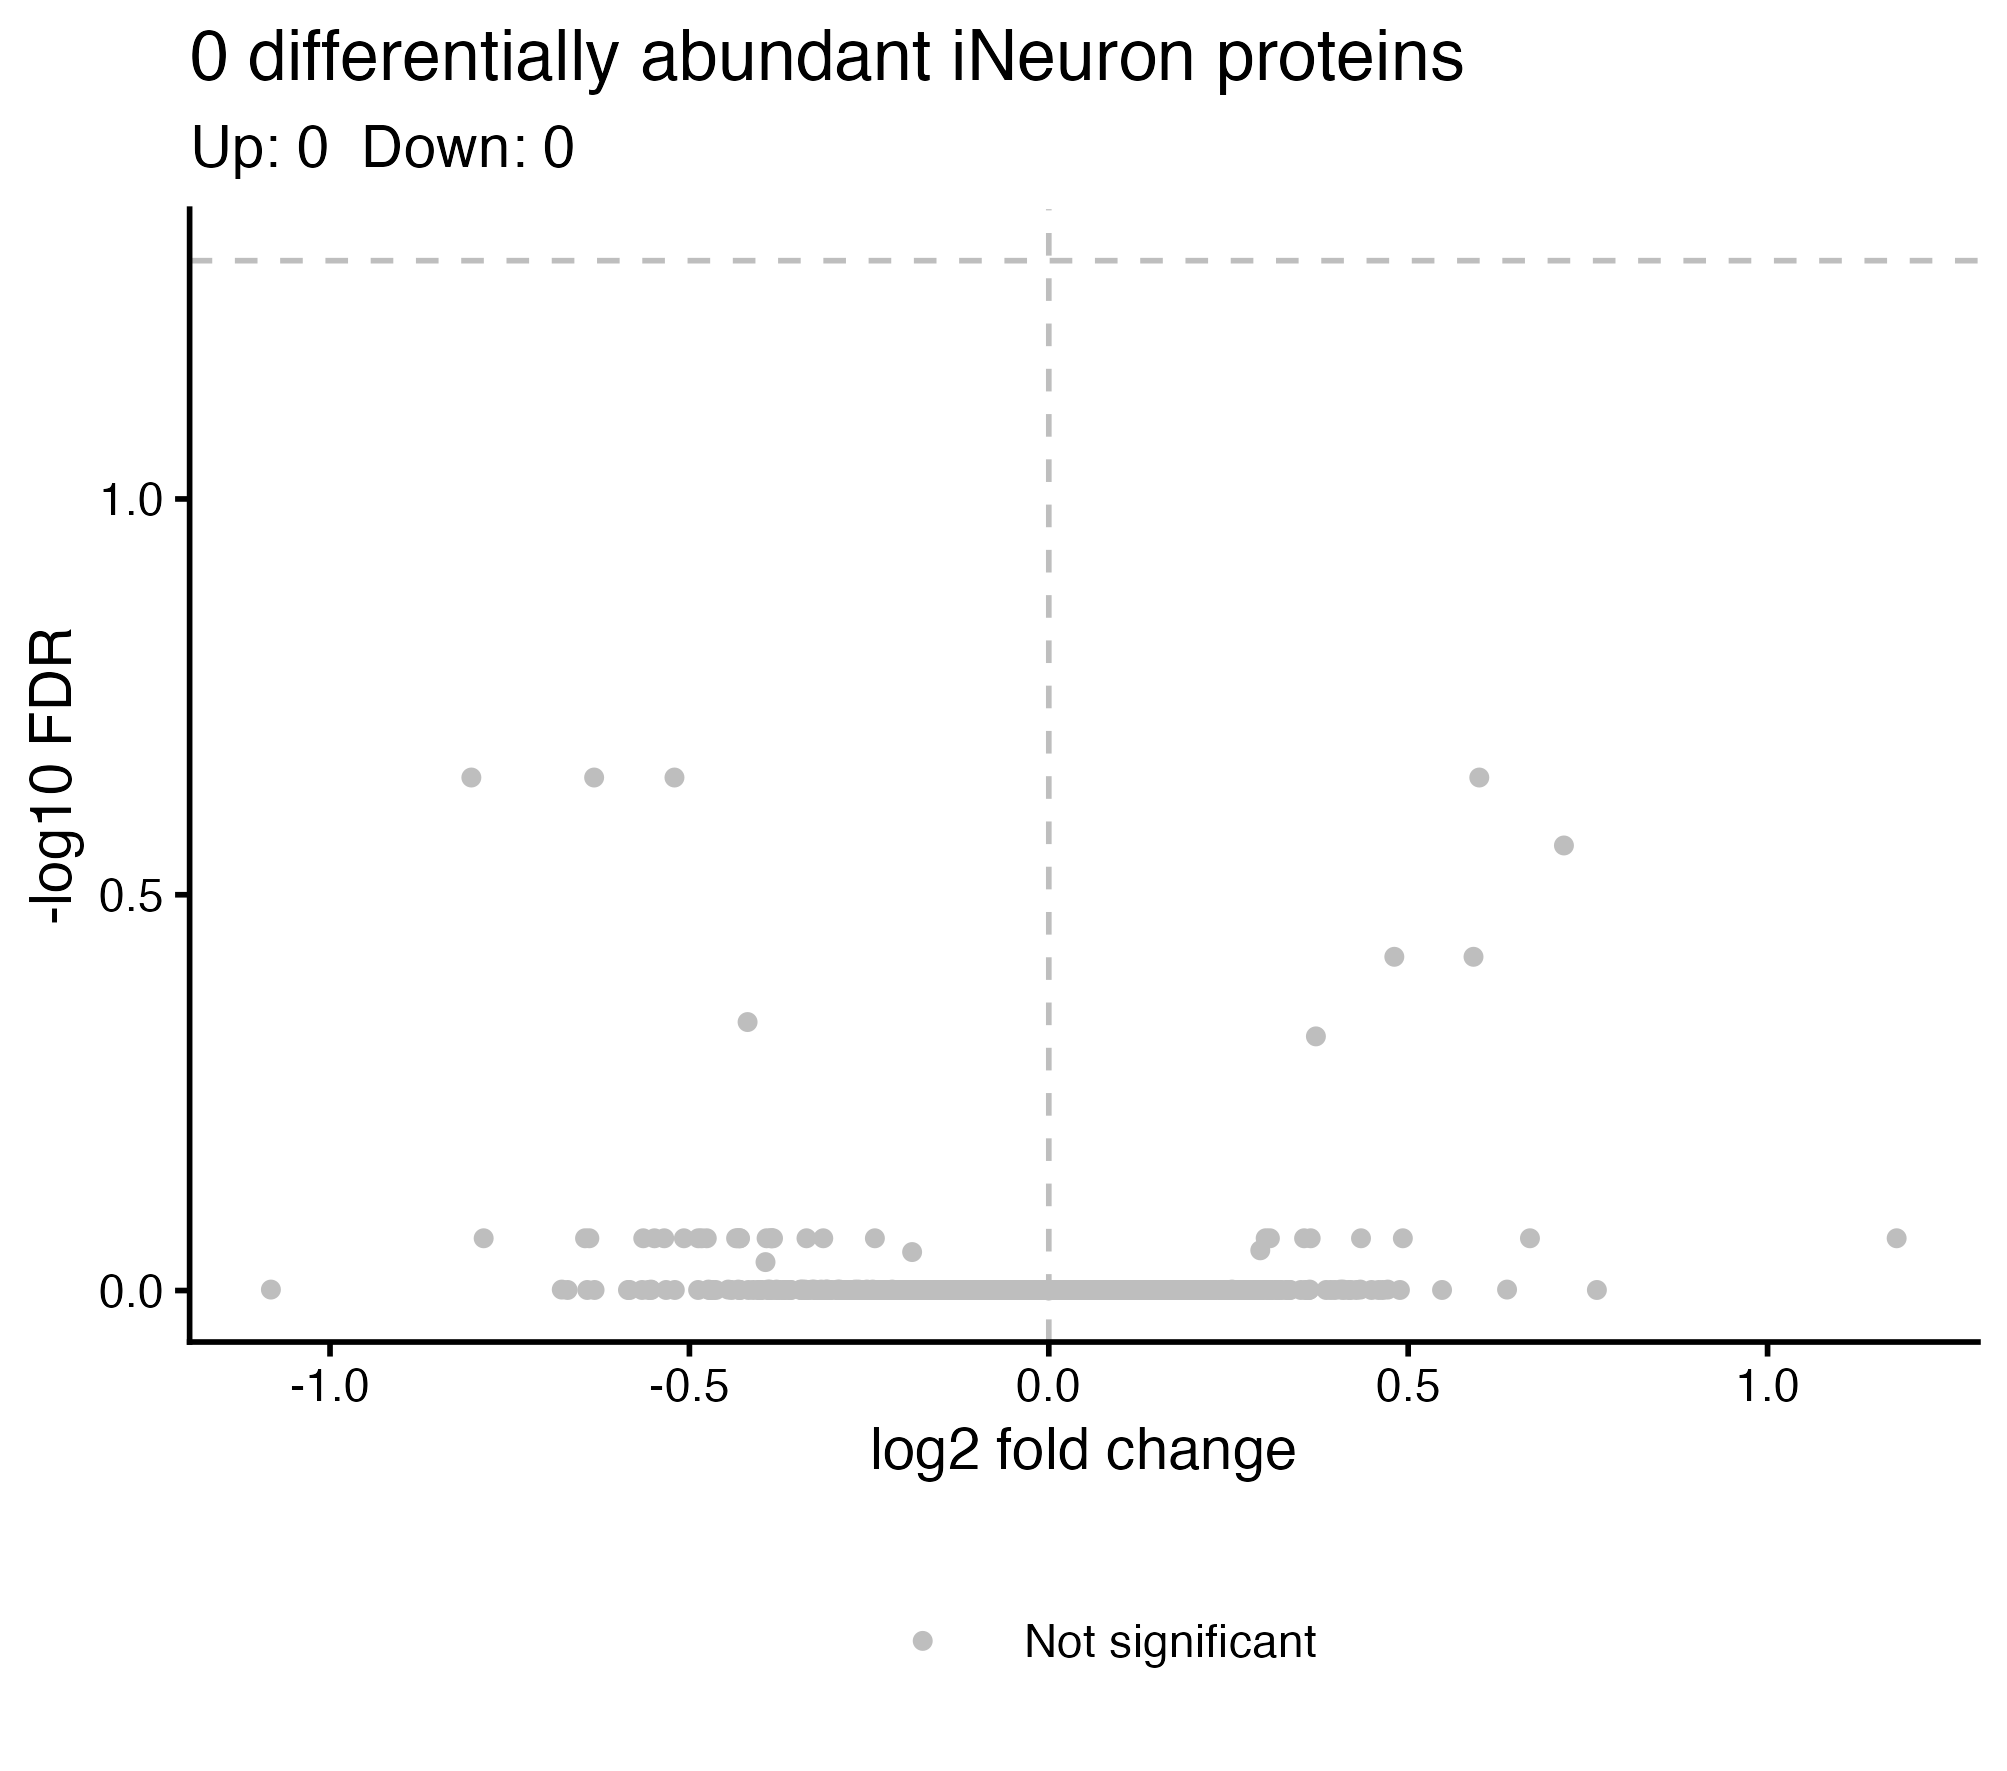 0 differentially abundant iNeuron proteins
Up: 0  Down: 0
-log10 FDR
1.0
0.5
0.0
-1.0
-0.5
0.0
0.5
1.0
log2 fold change
Not significant